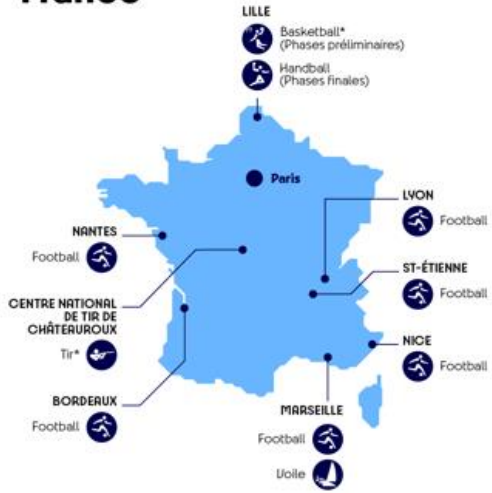 France
LILLE
Basketball*
(Phases préliminaires)
Handball
(Phases finales)
Paris
LYON
Football
NANTES
Football
ST-ÉTIENNE
Football
CENTRE NATIONAL
DE TIR DE
CHÂTEAUROUX
Tir*
NICE
Football
BORDEAUX
Football
MARSEILLE
Football
Voile